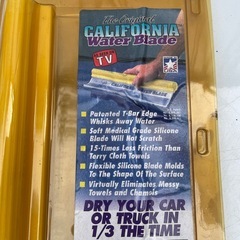 The Original
CALIFORNIA
Water Blade
TV
Patented T-Bar Edge
Whisks Away Water
Soft Medical Grade Silicone
Blade Will Not Scratch
15-Times Less Friction Than
Terry Cloth Towels
Flexible Silicone Blade Molds
To The Shape Of The Surface
Virtually Eliminates Messy
Towels and Chamois
DRY YOUR CAR
OR TRUCK IN
1/3 THE TIME